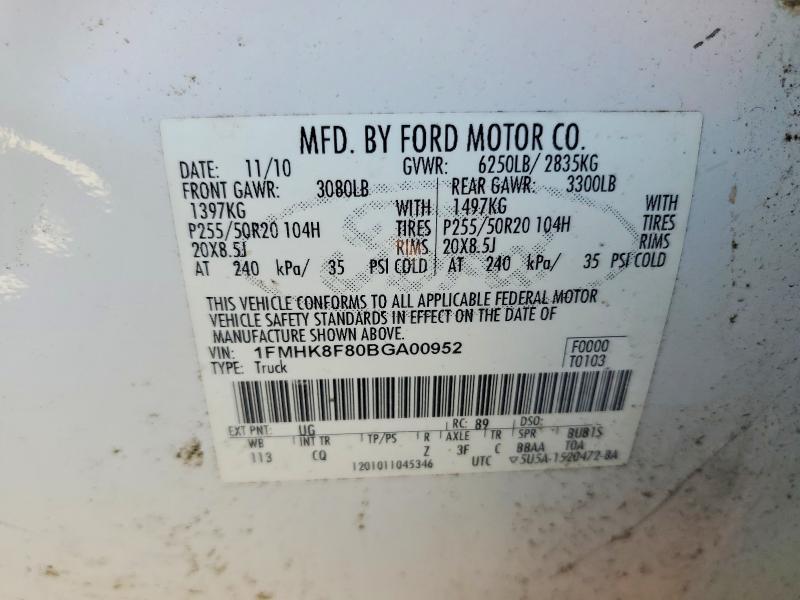 MFD. BY FORD MOTOR CO.
DATE: 11/10 GVWR: 6250LB/ 2835KG
FRONT GAWR: 3080LB REAR GAWR: 3300LB
1397KG WITH 1497KG WITH
P255/50R20 104H TIRES P255/50R20 104H TIRES
20X8.5J RIMS 20X8.5J RIMS
AT 240 kPa/ 35 PSI COLD AT 240 kPa/ 35 PSI COLD
THIS VEHICLE CONFORMS TO ALL APPLICABLE FEDERAL MOTOR
VEHICLE SAFETY STANDARDS IN EFFECT ON THE DATE OF
MANUFACTURE SHOWN ABOVE.
VIN: 1FMHK8F80BGA00952 F0000
TYPE: Truck T0103
EXT PNT: UG RC: 89 DSO:
WB INT TR TP/PS R AXLE TR SPR BUB1S
113 CQ Z 3F C BBAA T0A
1201011045346 UTC ▽5U5A-1520472-BA